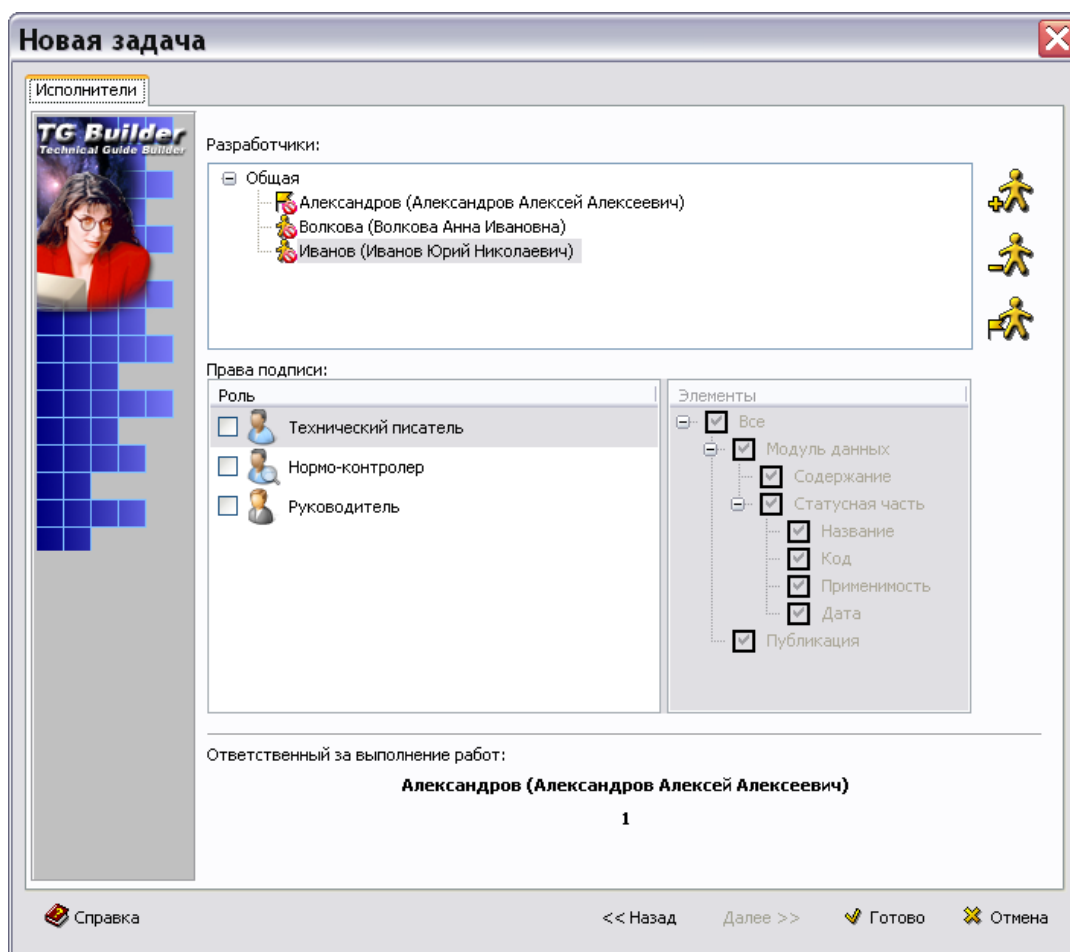 Новая задача
Исполнители
TG Builder
Technical Guide Builder
Разработчики:
Общая
Александров (Александров Алексей Алексеевич)
Волкова (Волкова Анна Ивановна)
Иванов (Иванов Юрий Николаевич)
Права подписи:
Роль
Технический писатель
Нормо-контролер
Руководитель
Элементы
Все
Модуль данных
Содержание
Статусная часть
Название
Код
Применимость
Дата
Публикация
Ответственный за выполнение работ:
Александров (Александров Алексей Алексеевич)
1
Справка
<< Назад
Далее >>
Готово
Отмена